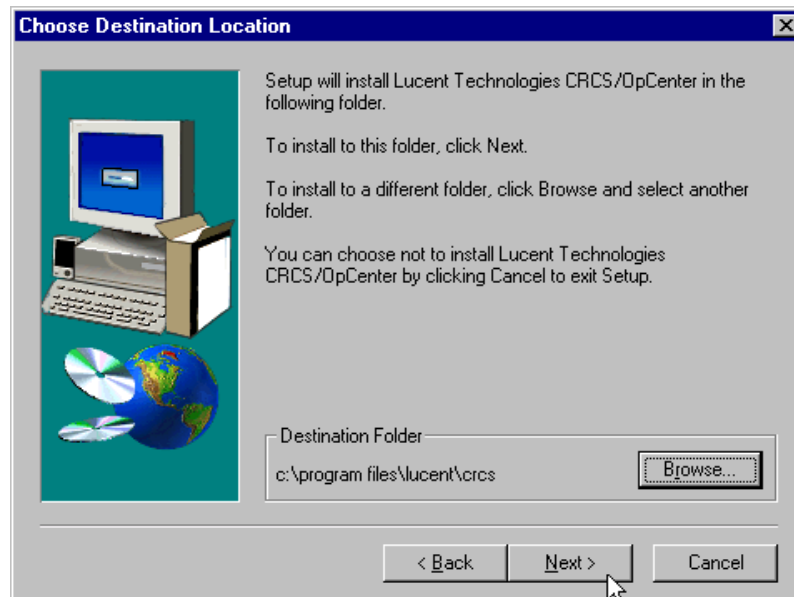 Choose Destination Location
Setup will install Lucent Technologies CRCS/OpCenter in the
following folder.
To install to this folder, click Next.
To install to a different folder, click Browse and select another
folder.
You can choose not to install Lucent Technologies
CRCS/OpCenter by clicking Cancel to exit Setup.
Destination Folder
c:\program files\lucent\crcs
Browse...
< Back
Next >
Cancel